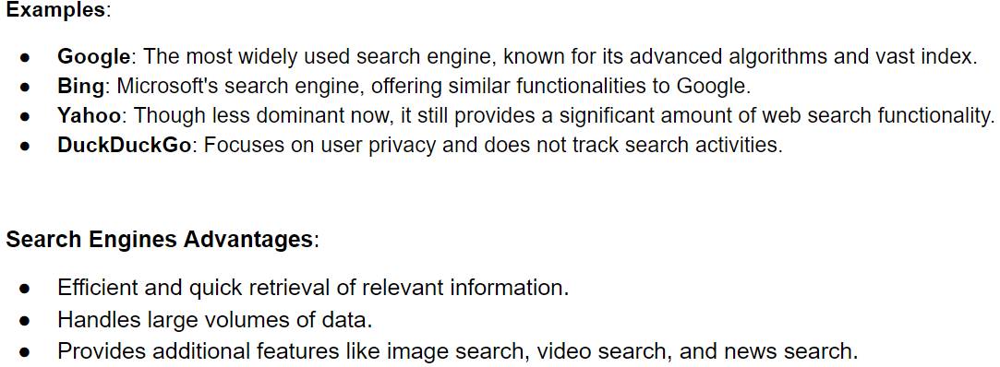 Examples:
● Google: The most widely used search engine, known for its advanced algorithms and vast index.
● Bing: Microsoft's search engine, offering similar functionalities to Google.
● Yahoo: Though less dominant now, it still provides a significant amount of web search functionality.
● DuckDuckGo: Focuses on user privacy and does not track search activities.
Search Engines Advantages:
● Efficient and quick retrieval of relevant information.
● Handles large volumes of data.
● Provides additional features like image search, video search, and news search.